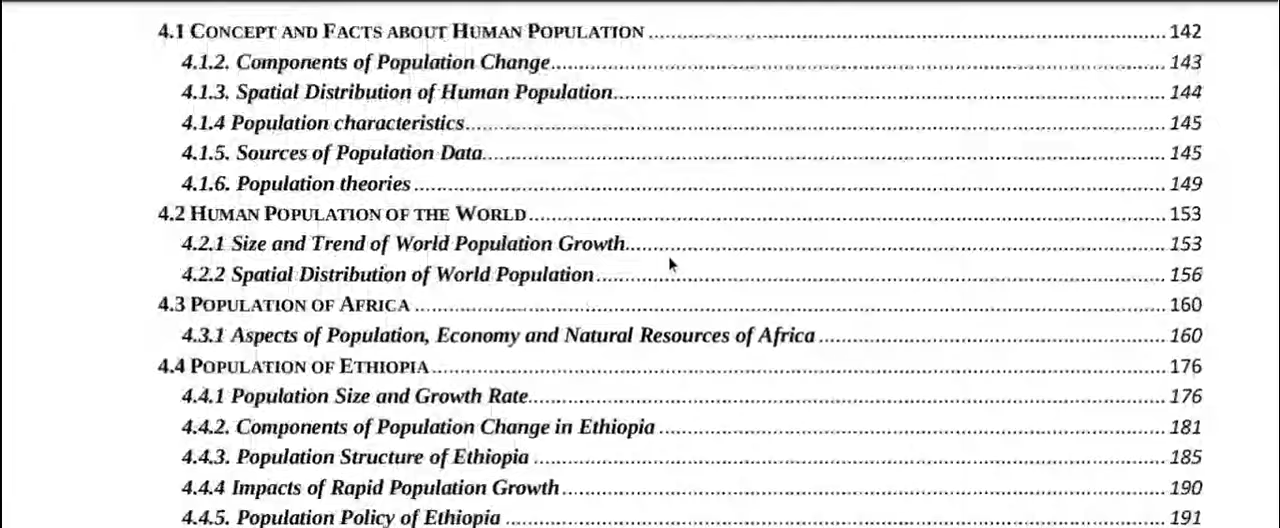 4.1 CONCEPT AND FACTS ABOUT HUMAN POPULATION 142
4.1.2. Components of Population Change 143
4.1.3. Spatial Distribution of Human Population 144
4.1.4 Population characteristics 145
4.1.5. Sources of Population Data 145
4.1.6. Population theories 149
4.2 HUMAN POPULATION OF THE WORLD 153
4.2.1 Size and Trend of World Population Growth 153
4.2.2 Spatial Distribution of World Population 156
4.3 POPULATION OF AFRICA 160
4.3.1 Aspects of Population, Economy and Natural Resources of Africa 160
4.4 POPULATION OF ETHIOPIA 176
4.4.1 Population Size and Growth Rate 176
4.4.2. Components of Population Change in Ethiopia 181
4.4.3. Population Structure of Ethiopia 185
4.4.4 Impacts of Rapid Population Growth 190
4.4.5. Population Policy of Ethiopia 191